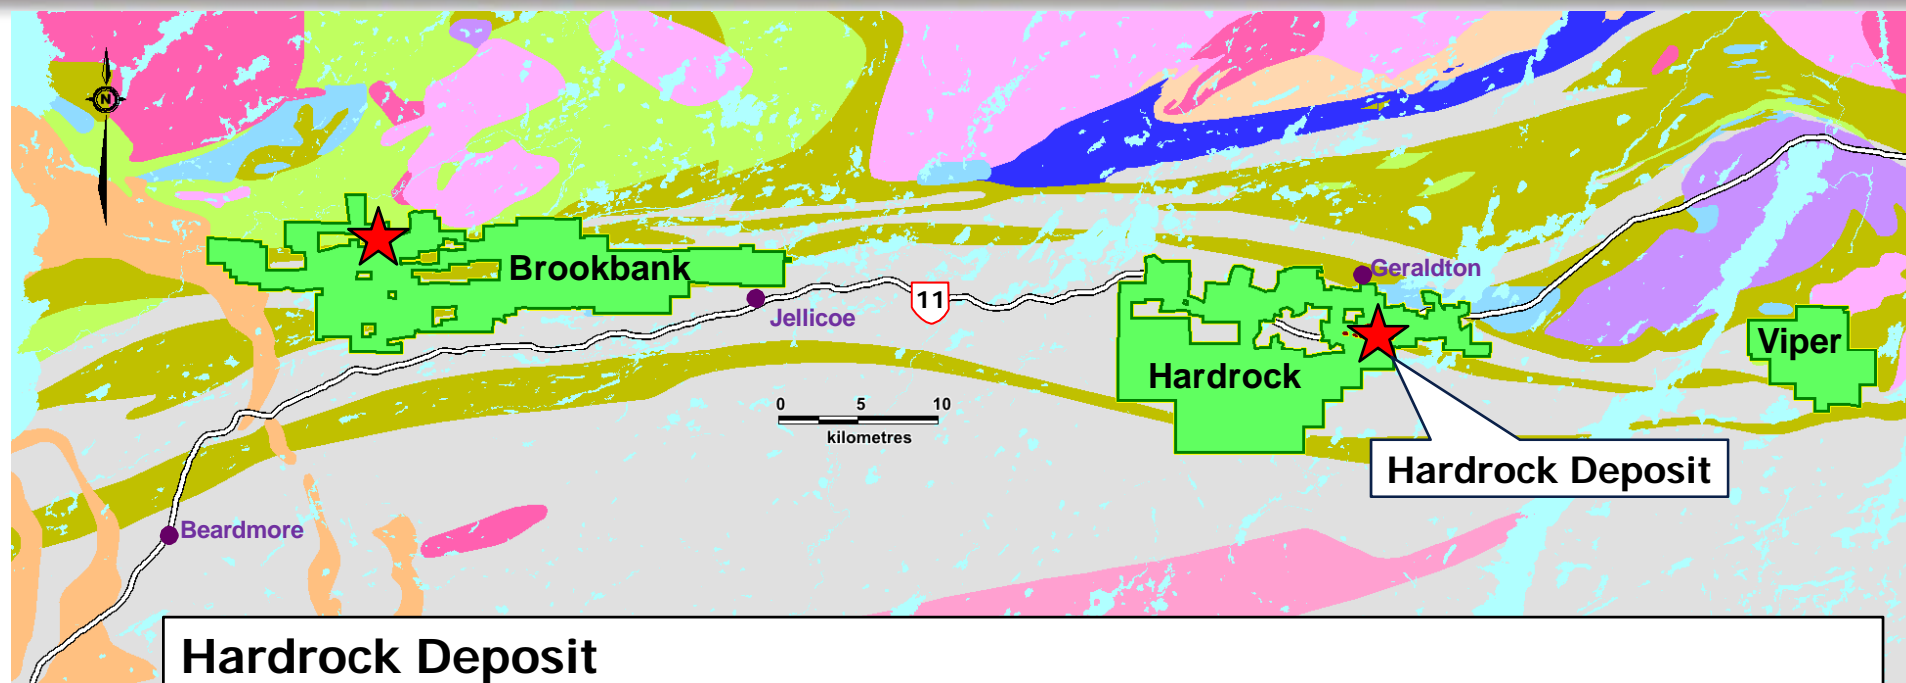 N
Brookbank
Geraldton
11
Jellicoe
Viper
Hardrock
0 5 10
kilometres
Hardrock Deposit
Beardmore
Hardrock Deposit